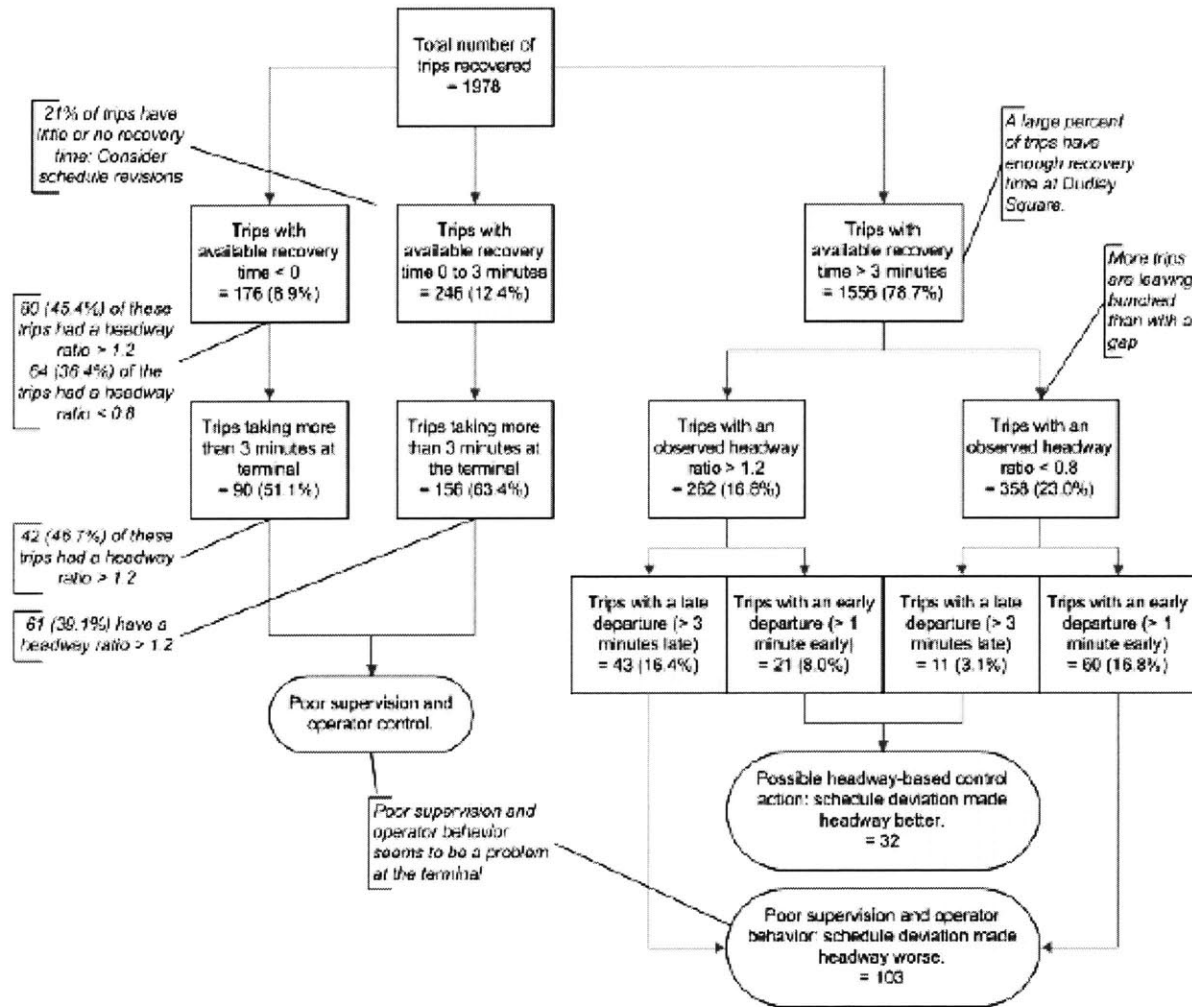 Total number of
trips recovered
= 1978
21% of trips have
little or no recovery
time: Consider
schedule revisions
A large percent
of trips have
enough recovery
time at Dudley
Square.
Trips with
available recovery
time < 0
= 176 (8.9%)
Trips with
available recovery
time 0 to 3 minutes
= 246 (12.4%)
Trips with
available recovery
time > 3 minutes
= 1556 (78.7%)
More trips
are leaving
bunched
than with a
gap
80 (45.4%) of these
trips had a headway
ratio > 1.2
64 (36.4%) of the
trips had a headway
ratio < 0.8
Trips taking more
than 3 minutes at
terminal
= 90 (51.1%)
Trips taking more
than 3 minutes at
the terminal
= 156 (63.4%)
Trips with an
observed headway
ratio > 1.2
= 262 (16.8%)
Trips with an
observed headway
ratio < 0.8
= 358 (23.0%)
42 (46.7%) of these
trips had a headway
ratio > 1.2
61 (39.1%) have a
headway ratio > 1.2
Trips with a late
departure (> 3
minutes late)
= 43 (16.4%)
Trips with an early
departure (> 1
minute early)
= 21 (8.0%)
Trips with a late
departure (> 3
minutes late)
= 11 (3.1%)
Trips with an early
departure (> 1
minute early)
= 60 (16.8%)
Poor supervision and
operator control.
Possible headway-based control
action: schedule deviation made
headway better.
= 32
Poor supervision and
operator behavior
seems to be a problem
at the terminal
Poor supervision and operator
behavior: schedule deviation made
headway worse.
= 103